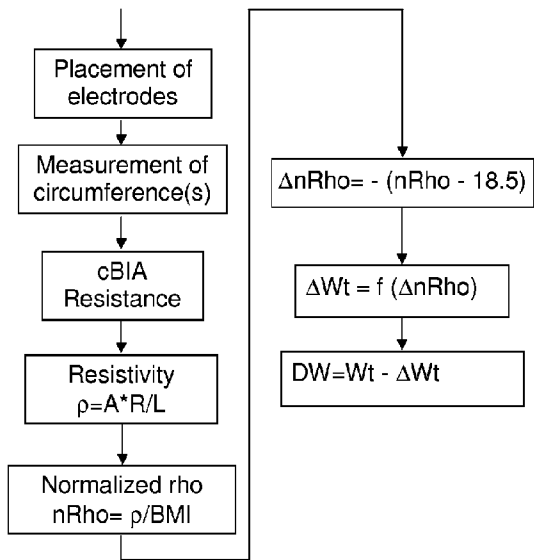 Placement of
electrodes
Measurement of
circumference(s)
cBIA
Resistance
Resistivity
ρ=A*R/L
Normalized rho
nRho= ρ/BMI
ΔnRho= - (nRho - 18.5)
ΔWt = f (ΔnRho)
DW=Wt - ΔWt